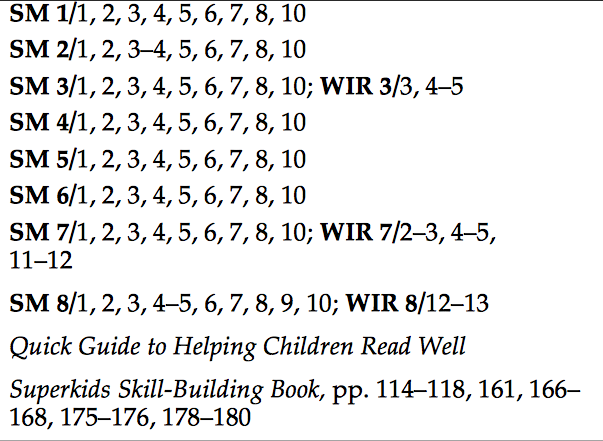 SM 1/1, 2, 3, 4, 5, 6, 7, 8, 10
SM 2/1, 2, 3–4, 5, 6, 7, 8, 10
SM 3/1, 2, 3, 4, 5, 6, 7, 8, 10; WIR 3/3, 4–5
SM 4/1, 2, 3, 4, 5, 6, 7, 8, 10
SM 5/1, 2, 3, 4, 5, 6, 7, 8, 10
SM 6/1, 2, 3, 4, 5, 6, 7, 8, 10
SM 7/1, 2, 3, 4, 5, 6, 7, 8, 10; WIR 7/2–3, 4–5,
11–12
SM 8/1, 2, 3, 4–5, 6, 7, 8, 9, 10; WIR 8/12–13
Quick Guide to Helping Children Read Well
Superkids Skill-Building Book, pp. 114–118, 161, 166–
168, 175–176, 178–180